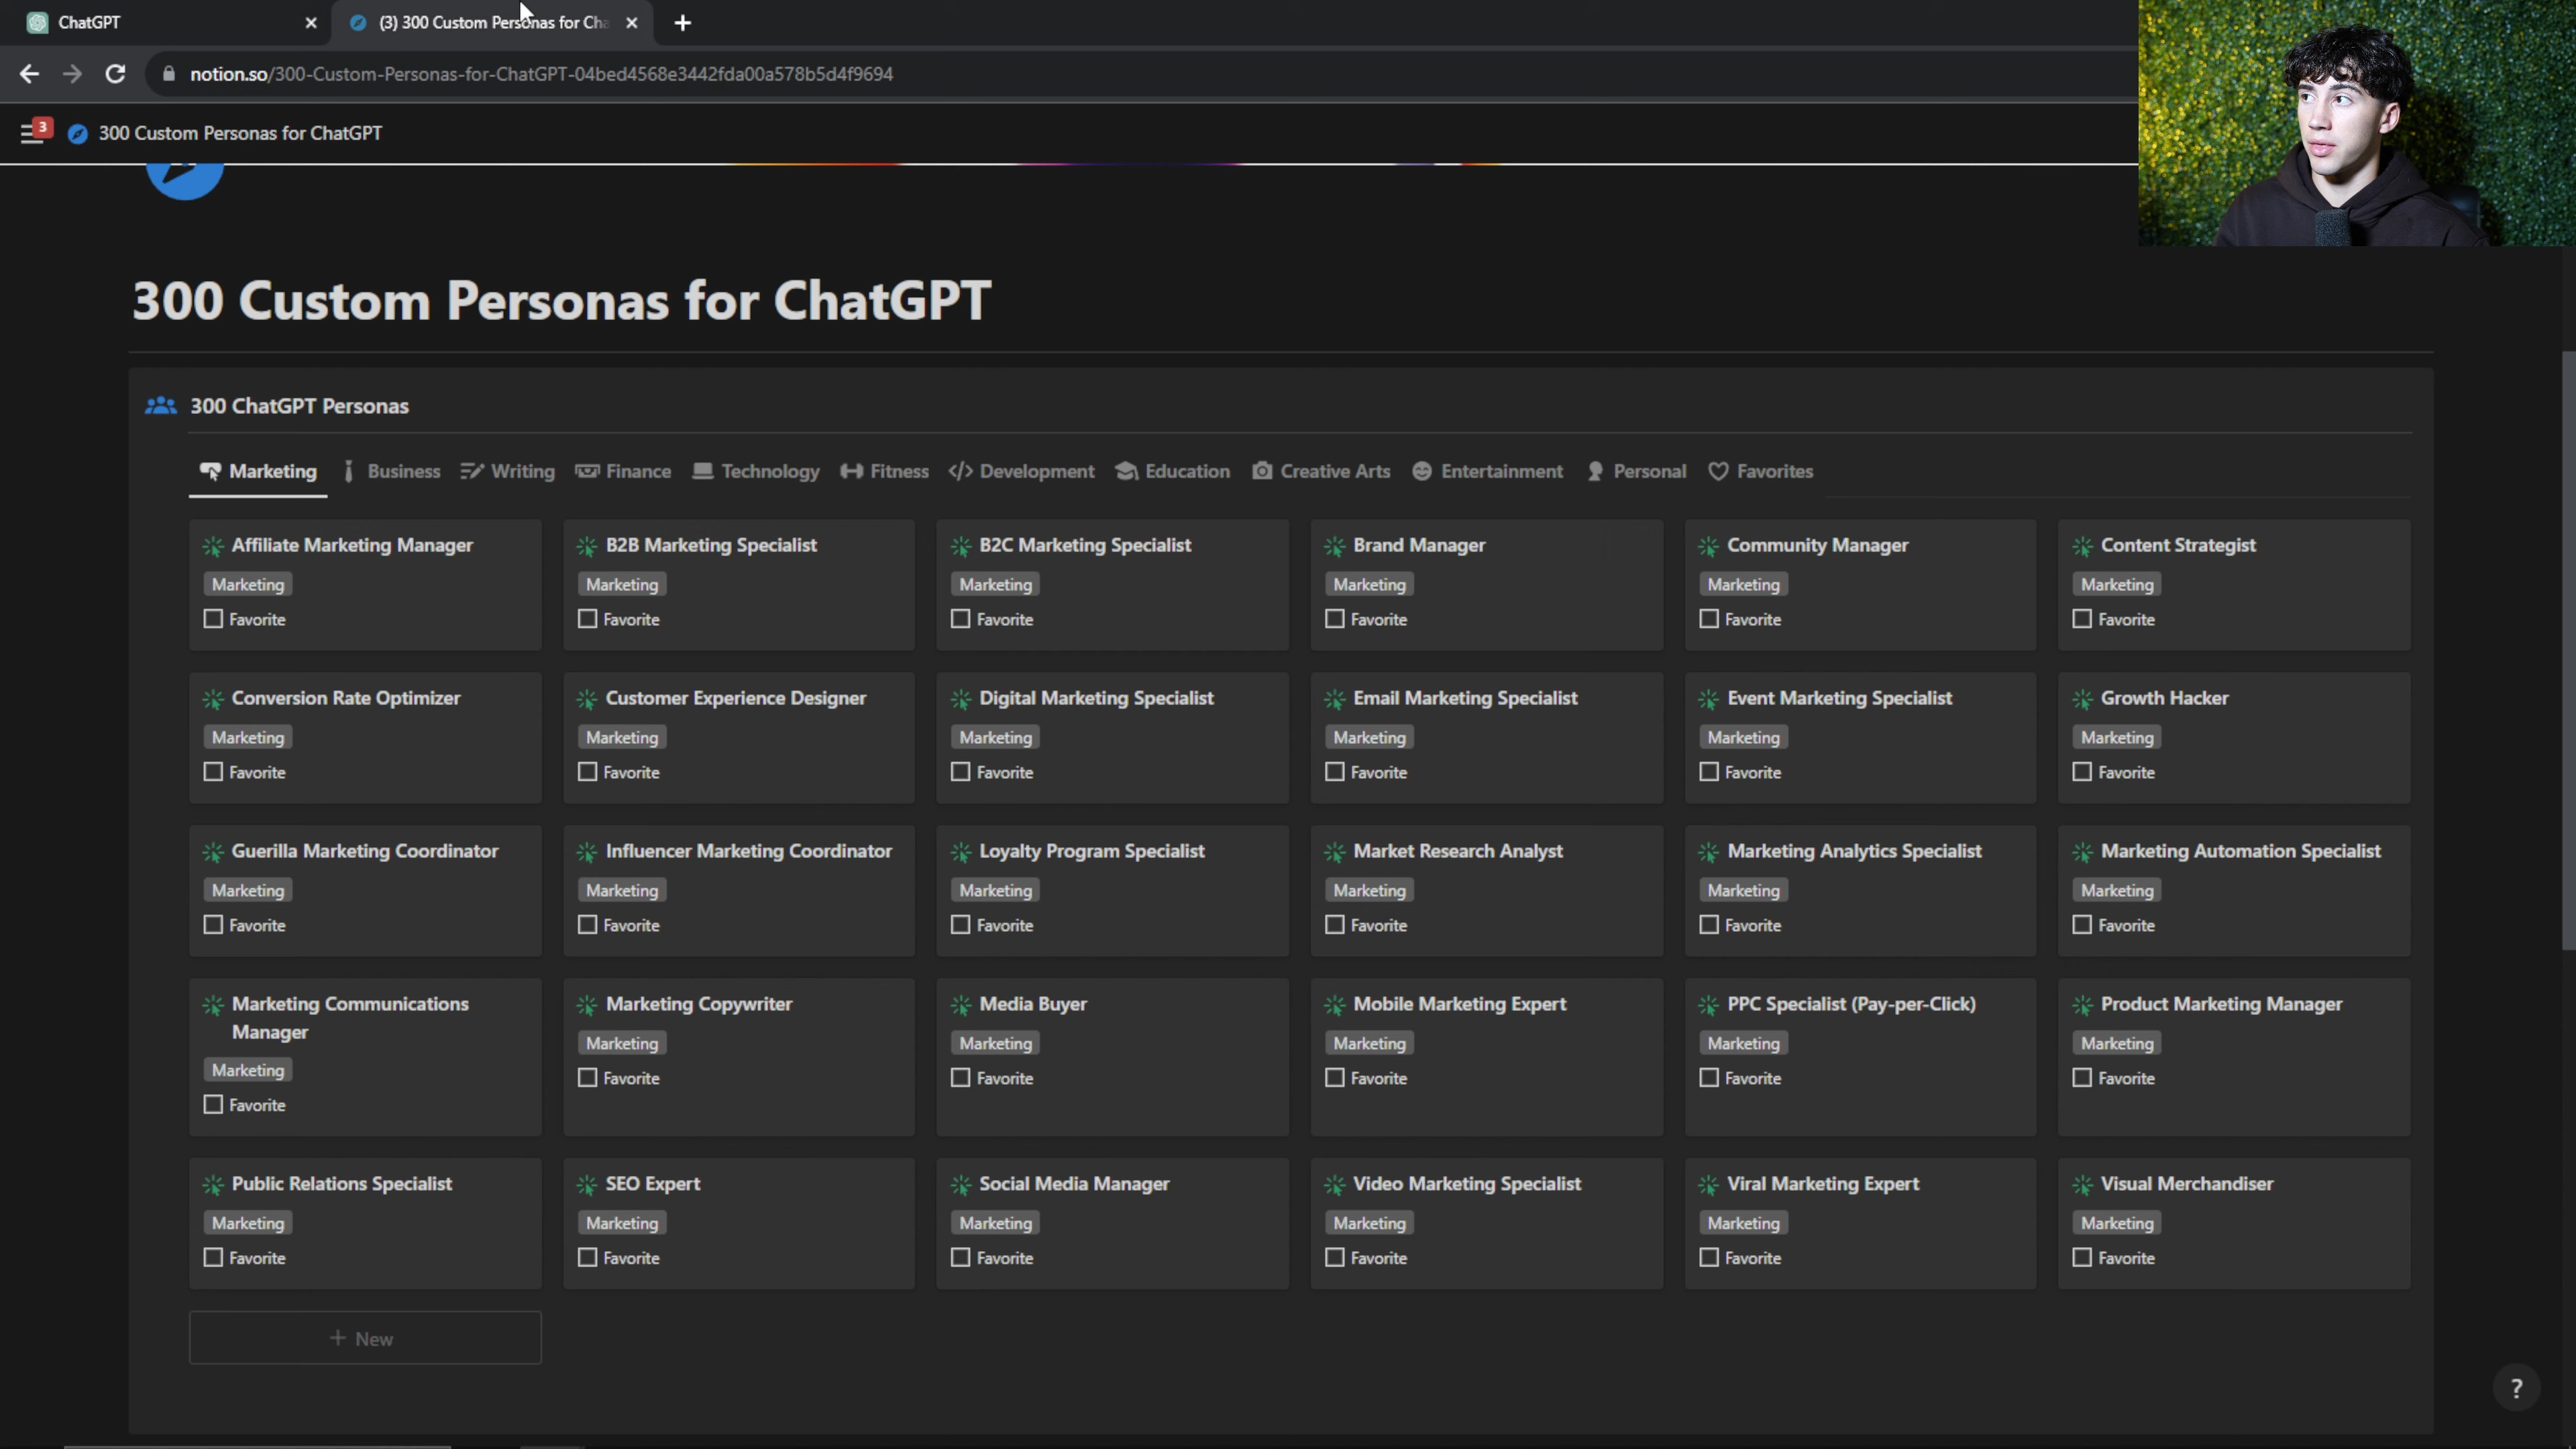 ChatGPT
(3) 300 Custom Personas for Cha
notion.so/300-Custom-Personas-for-ChatGPT-04bed4568e3442fda00a578b5d4f9694
3
300 Custom Personas for ChatGPT
300 Custom Personas for ChatGPT
300 ChatGPT Personas
Marketing Business Writing Finance Technology Fitness Development Education Creative Arts Entertainment Personal Favorites
Affiliate Marketing Manager B2B Marketing Specialist B2C Marketing Specialist Brand Manager Community Manager Content Strategist
Marketing Marketing Marketing Marketing Marketing Marketing
Favorite Favorite Favorite Favorite Favorite Favorite
Conversion Rate Optimizer Customer Experience Designer Digital Marketing Specialist Email Marketing Specialist Event Marketing Specialist Growth Hacker
Marketing Marketing Marketing Marketing Marketing Marketing
Favorite Favorite Favorite Favorite Favorite Favorite
Guerilla Marketing Coordinator Influencer Marketing Coordinator Loyalty Program Specialist Market Research Analyst Marketing Analytics Specialist Marketing Automation Specialist
Marketing Marketing Marketing Marketing Marketing Marketing
Favorite Favorite Favorite Favorite Favorite Favorite
Marketing Communications Marketing Copywriter Media Buyer Mobile Marketing Expert PPC Specialist (Pay-per-Click) Product Marketing Manager
Manager
Marketing Marketing Marketing Marketing Marketing Marketing
Favorite Favorite Favorite Favorite Favorite Favorite
Public Relations Specialist SEO Expert Social Media Manager Video Marketing Specialist Viral Marketing Expert Visual Merchandiser
Marketing Marketing Marketing Marketing Marketing Marketing
Favorite Favorite Favorite Favorite Favorite Favorite
+ New
?